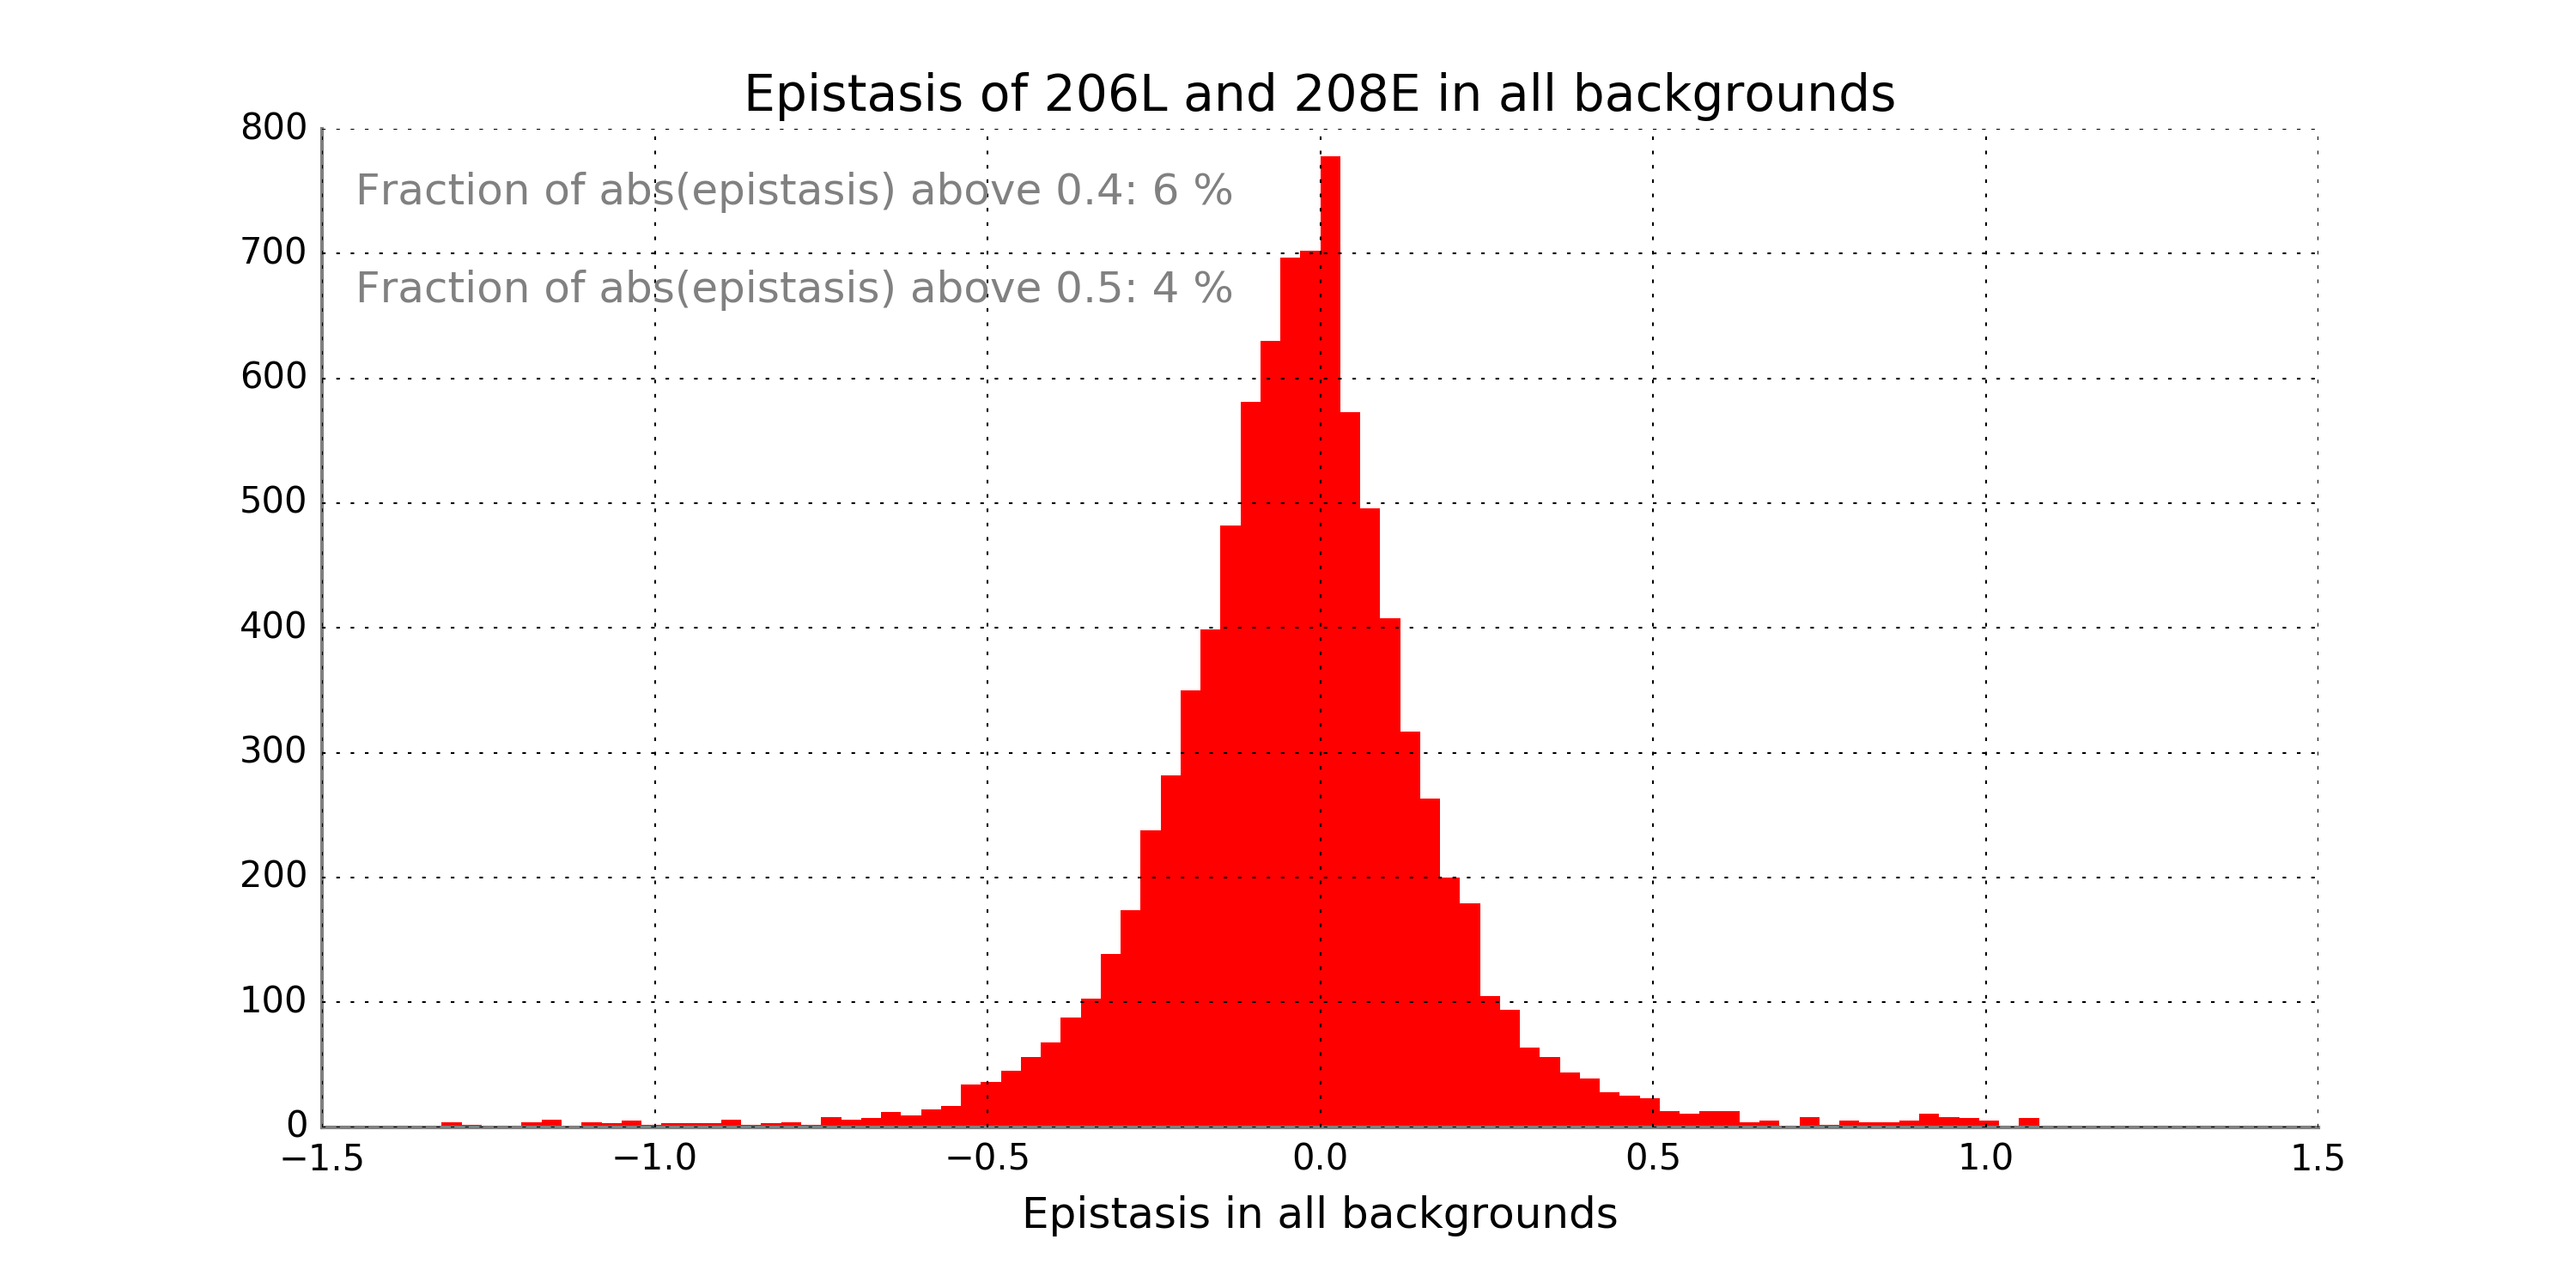 Epistasis of 206L and 208E in all backgrounds
800
Fraction of abs(epistasis) above 0.4: 6 %
700
Fraction of abs(epistasis) above 0.5: 4 %
600
500
400
300
200
100
0
−1.5 −1.0 −0.5 0.0 0.5 1.0 1.5
Epistasis in all backgrounds